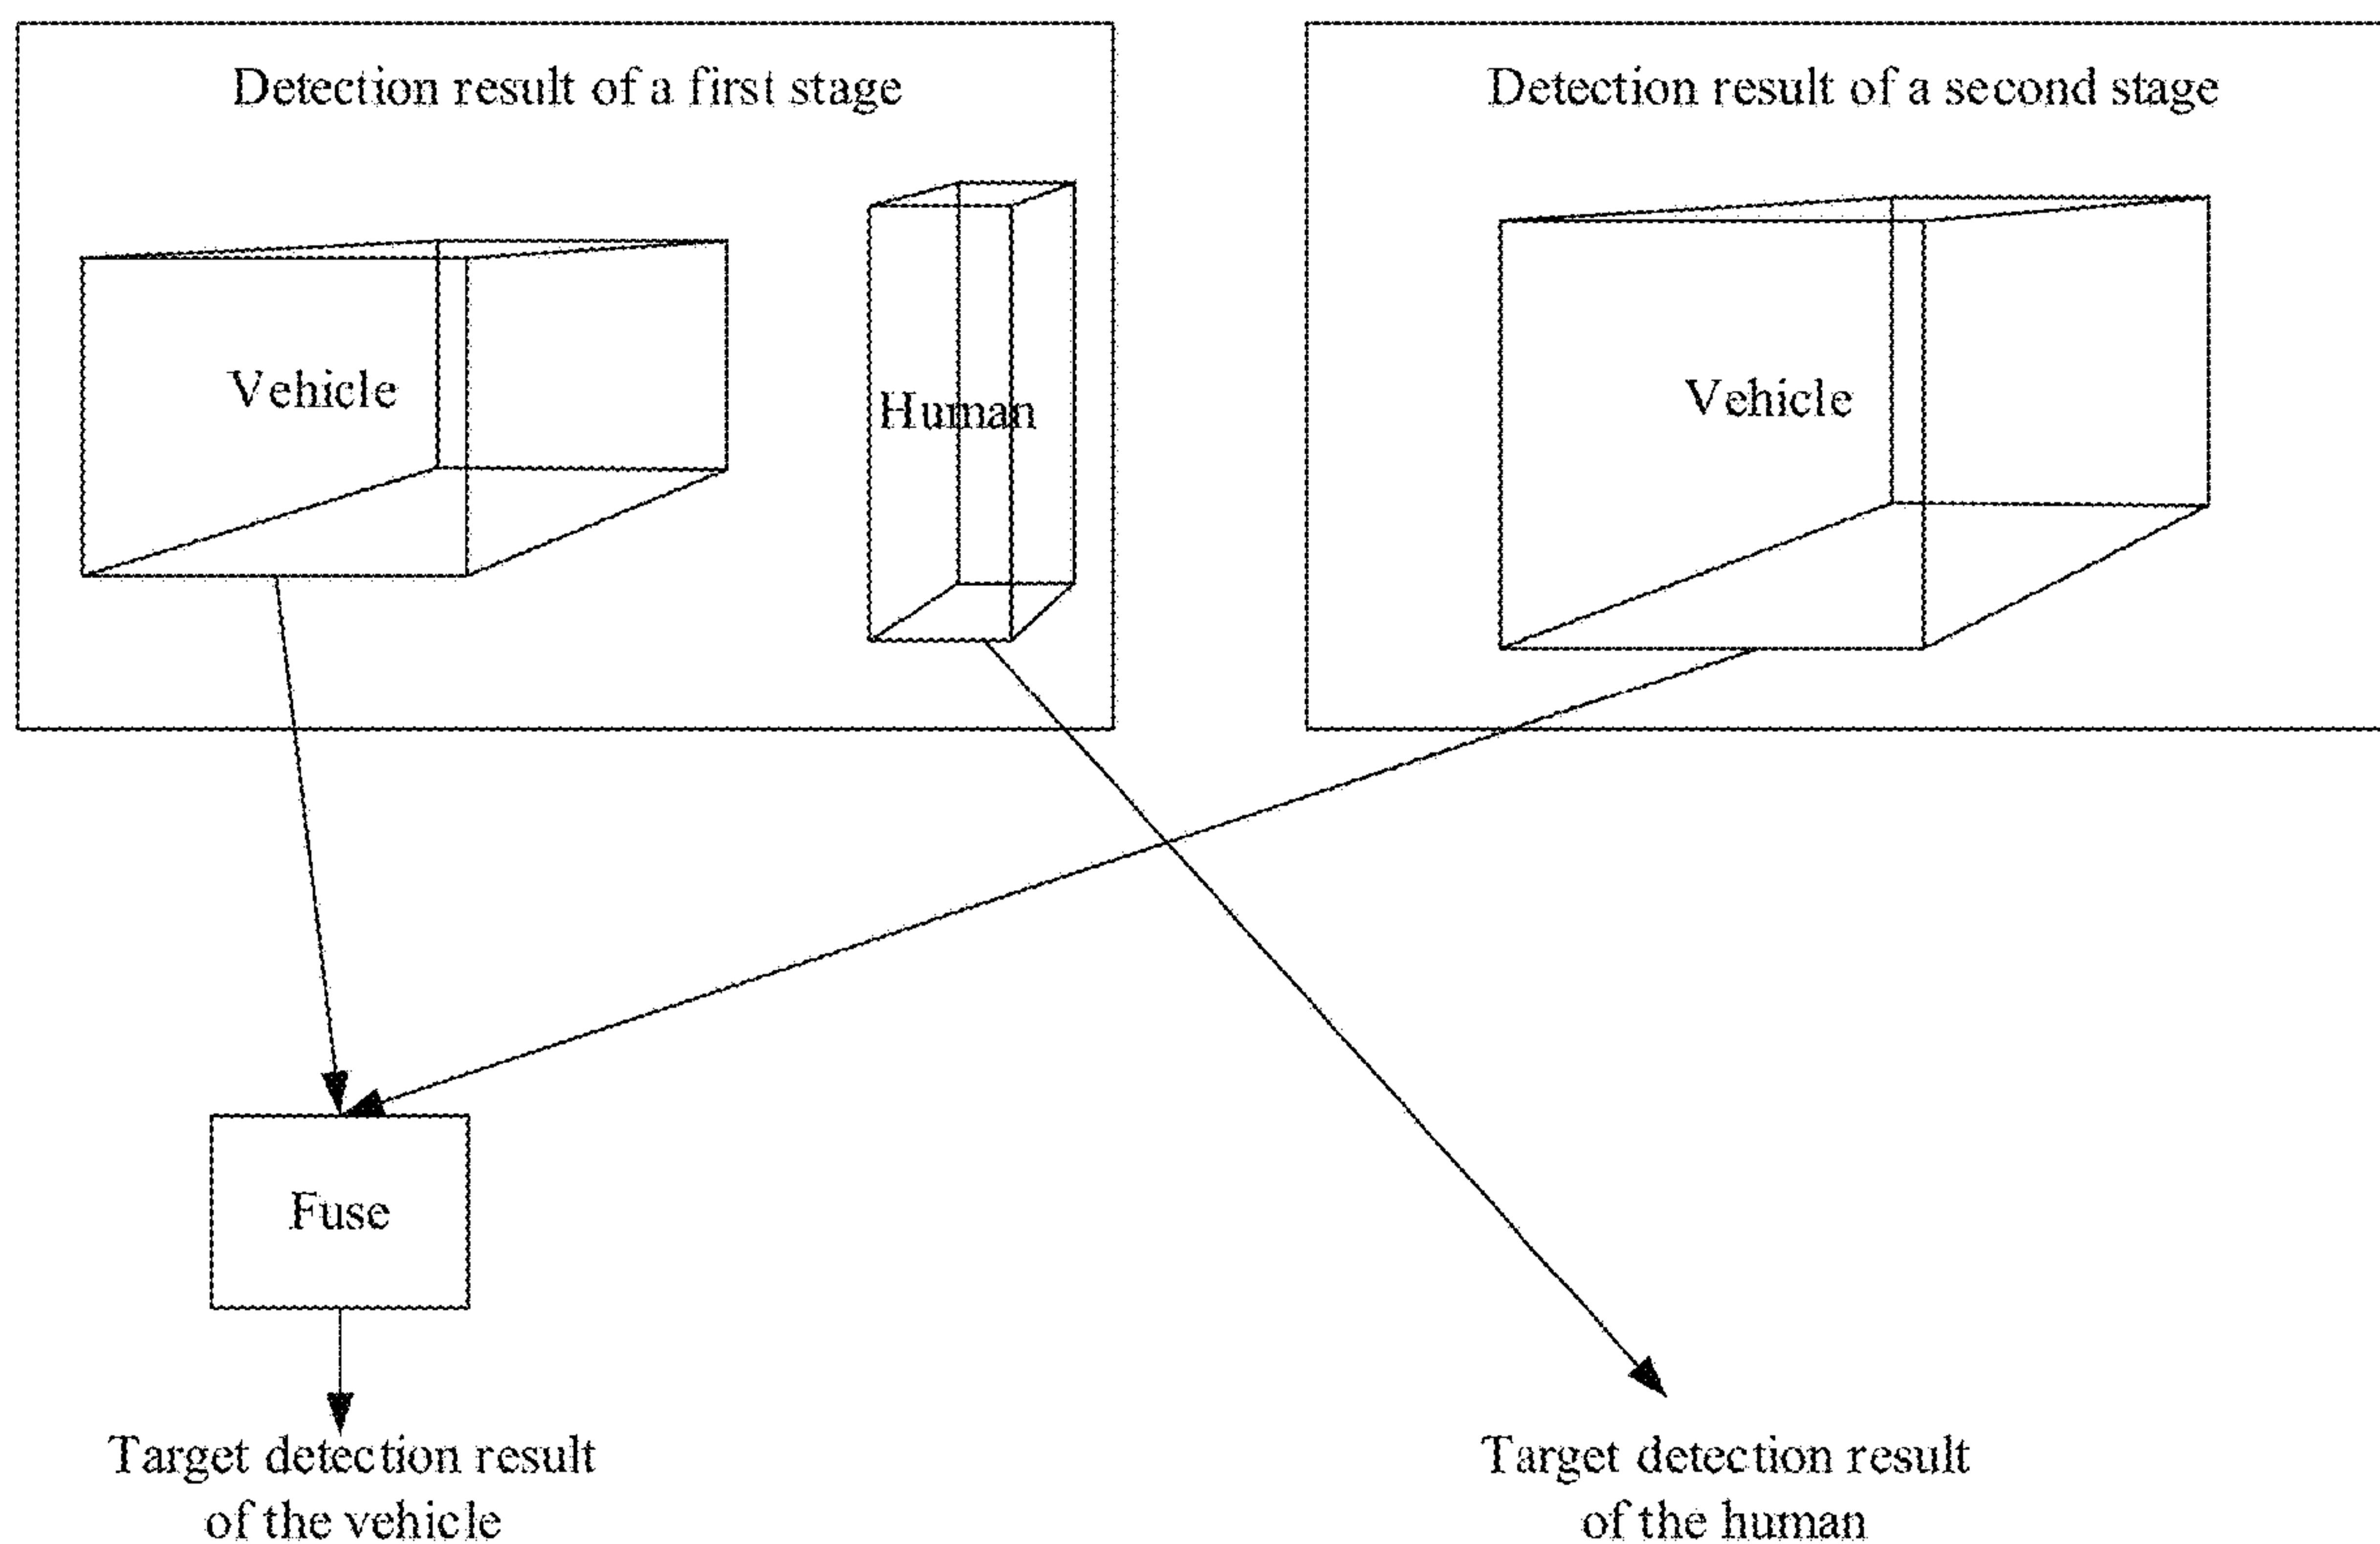 Detection result of a first stage
Detection result of a second stage
Vehicle
Human
Vehicle
Fuse
Target detection result
of the vehicle
Target detection result
of the human